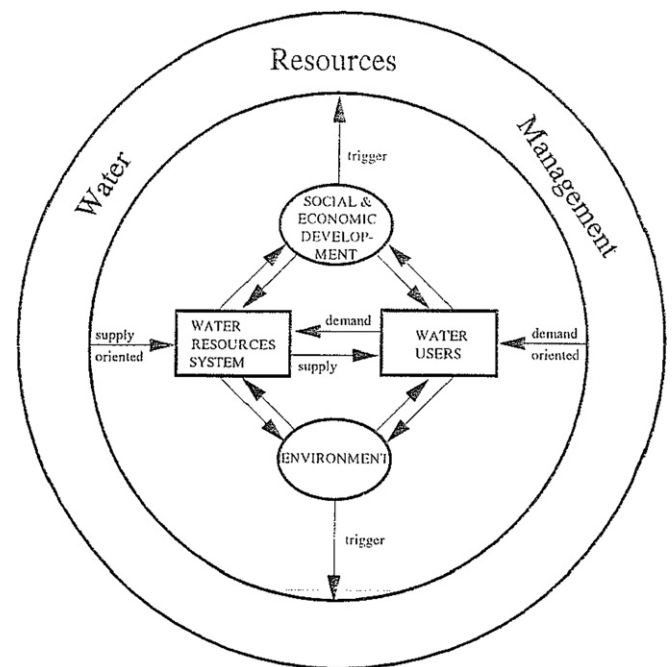 Resources
Water
Management
trigger
SOCIAL &
ECONOMIC
DEVELOP-
MENT
supply
oriented
WATER
RESOURCES
SYSTEM
demand
supply
WATER
USERS
demand
oriented
ENVIRONMENT
trigger